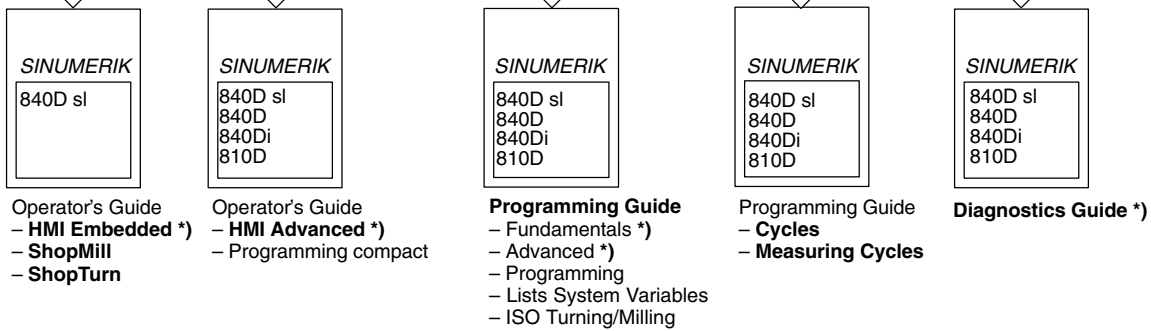 SINUMERIK
840D sl
Operator's Guide
– HMI Embedded *)
– ShopMill
– ShopTurn
SINUMERIK
840D sl
840D
840Di
810D
Operator's Guide
– HMI Advanced *)
– Programming compact
SINUMERIK
840D sl
840D
840Di
810D
Programming Guide
– Fundamentals *)
– Advanced *)
– Programming
– Lists System Variables
– ISO Turning/Milling
SINUMERIK
840D sl
840D
840Di
810D
Programming Guide
– Cycles
– Measuring Cycles
SINUMERIK
840D sl
840D
840Di
810D
Diagnostics Guide *)